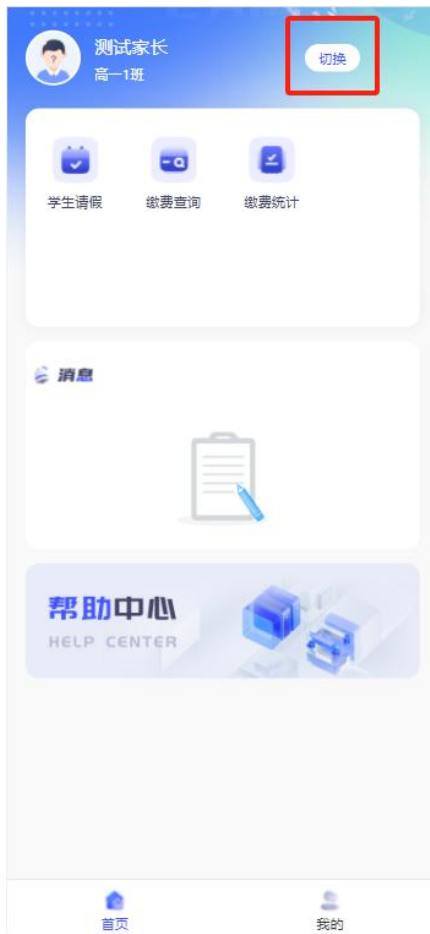 测试家长
高一1班
切换
学生请假 缴费查询 缴费统计
消息
帮助中心
HELP CENTER
首页 我的